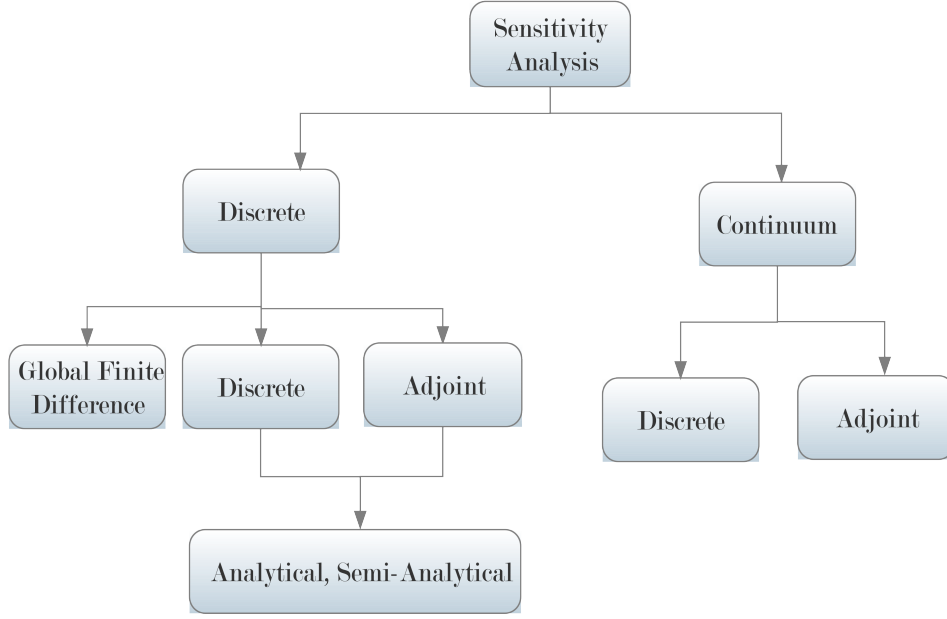 Sensitivity
Analysis
Discrete
Continuum
Global Finite
Difference
Discrete
Adjoint
Discrete
Adjoint
Analytical, Semi-Analytical